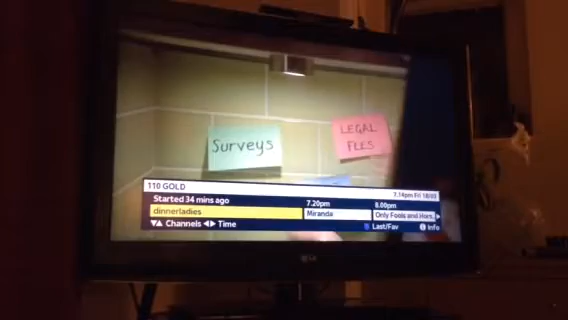 Surveys
LEGAL
FEES
110 GOLD
7.14pm Fri 18/03
Started 34 mins ago
7.20pm
8.00pm
dinnerladies
Miranda
Only Fools and Hors
Channels
Time
Last/Fav
Info